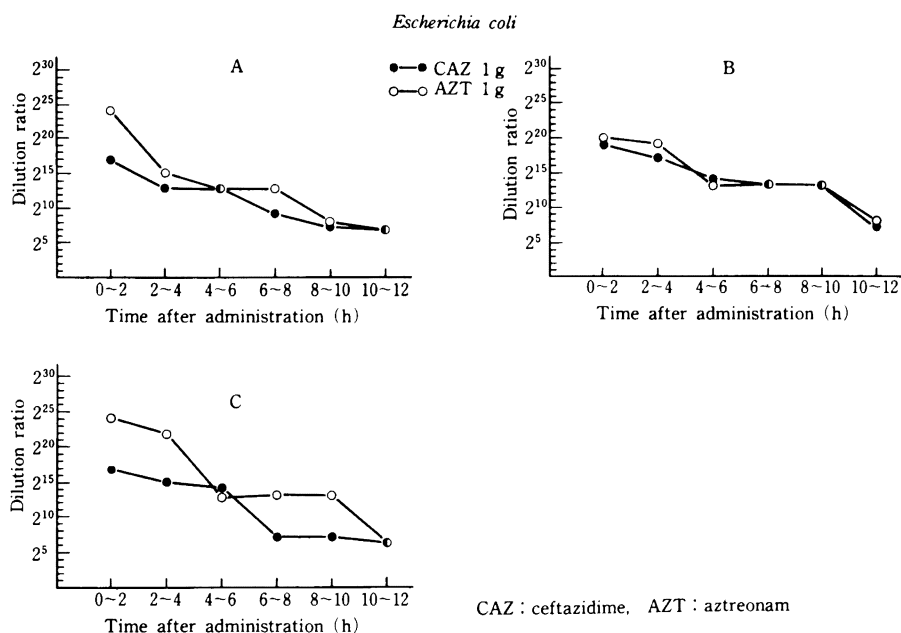 Escherichia coli
A
CAZ 1 g
AZT 1 g
Dilution ratio
2^30
2^25
2^20
2^15
2^10
2^5
0~2 2~4 4~6 6~8 8~10 10~12
Time after administration (h)
B
Dilution ratio
2^30
2^25
2^20
2^15
2^10
2^5
0~2 2~4 4~6 6~8 8~10 10~12
Time after administration (h)
C
Dilution ratio
2^30
2^25
2^20
2^15
2^10
2^5
0~2 2~4 4~6 6~8 8~10 10~12
Time after administration (h)
CAZ : ceftazidime, AZT : aztreonam